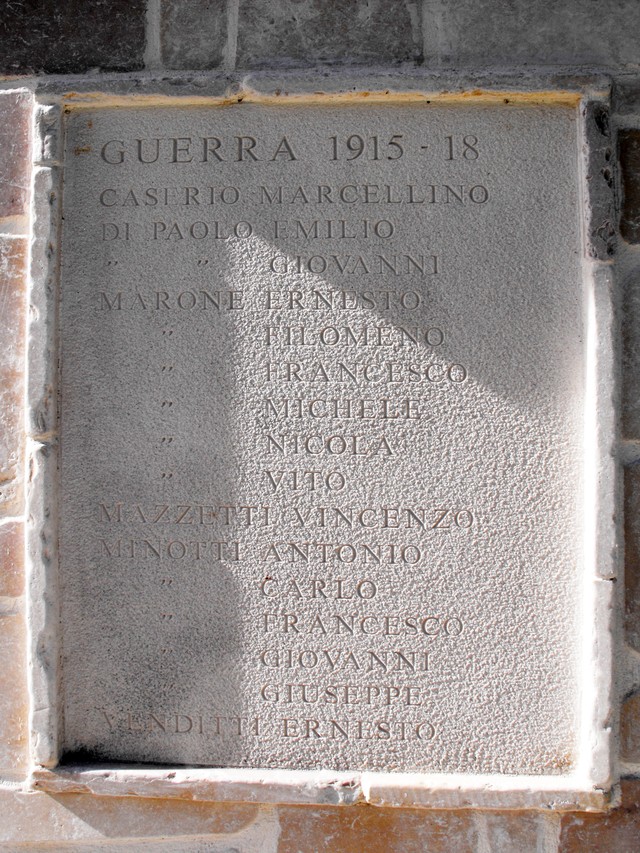 GUERRA 1915 - 18
CASERIO MARCELLINO
DI PAOLO EMILIO
" " GIOVANNI
MARONE ERNESTO
" FILOMENO
" FRANCESCO
" MICHELE
" NICOLA
" VITO
MAZZETTI VINCENZO
MINOTTI ANTONIO
" CARLO
" FRANCESCO
" GIOVANNI
GIUSEPPE
VENDITTI ERNESTO